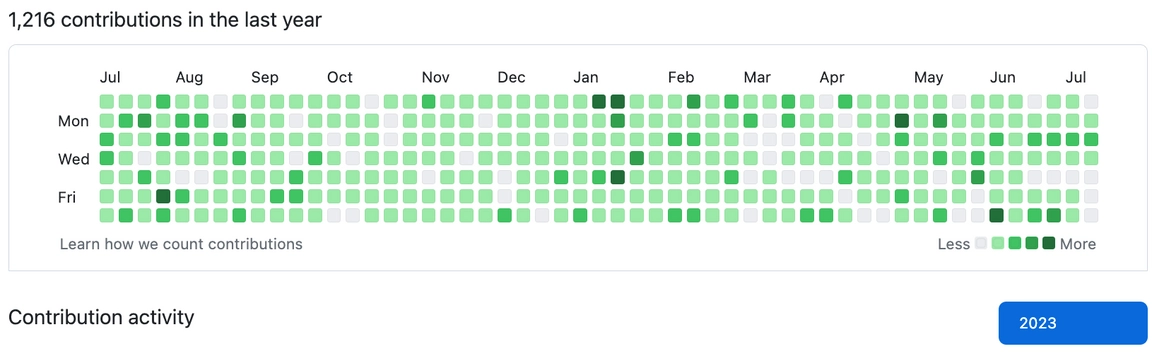 1,216 contributions in the last year
Jul Aug Sep Oct Nov Dec Jan Feb Mar Apr May Jun Jul
Mon
Wed
Fri
Learn how we count contributions
Less More
Contribution activity
2023